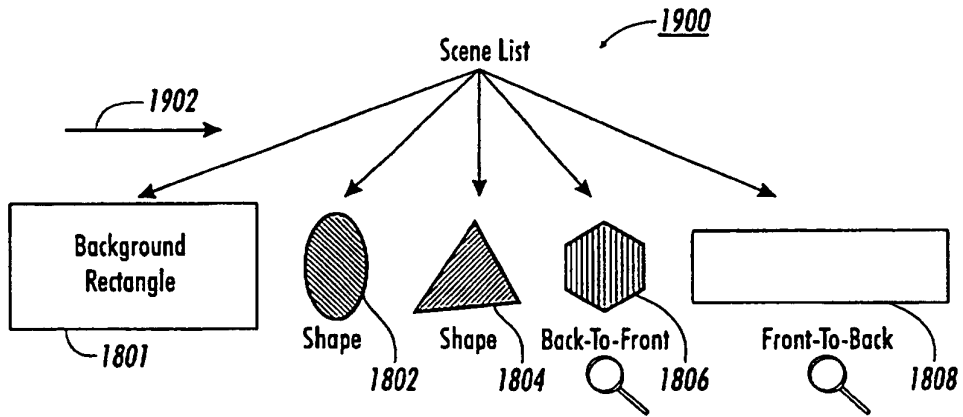 1900
Scene List
1902
Background
Rectangle
1801
Shape
1802
Shape
1804
Back-To-Front
1806
Front-To-Back
1808